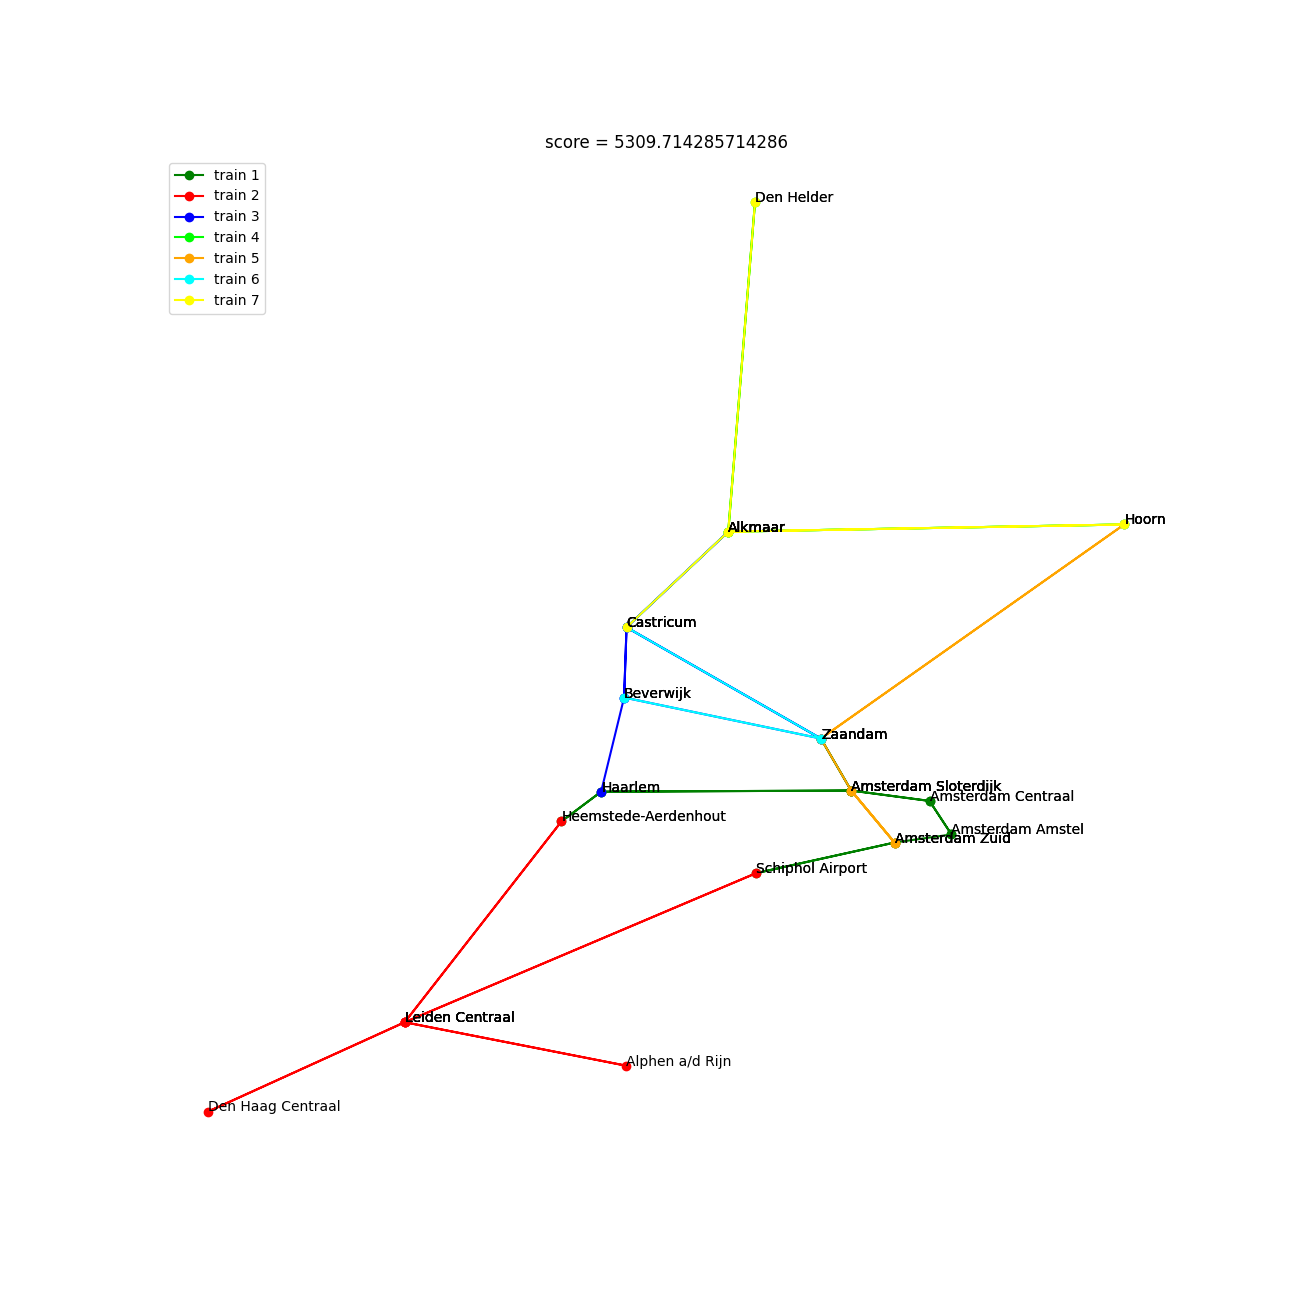 score = 5309.714285714286
train 1
train 2
train 3
train 4
train 5
train 6
train 7
Den Helder
Alkmaar
Hoorn
Castricum
Beverwijk
Zaandam
Haarlem
Amsterdam Sloterdijk
Amsterdam Centraal
Heemstede-Aerdenhout
Amsterdam Amstel
Amsterdam Zuid
Schiphol Airport
Leiden Centraal
Alphen a/d Rijn
Den Haag Centraal